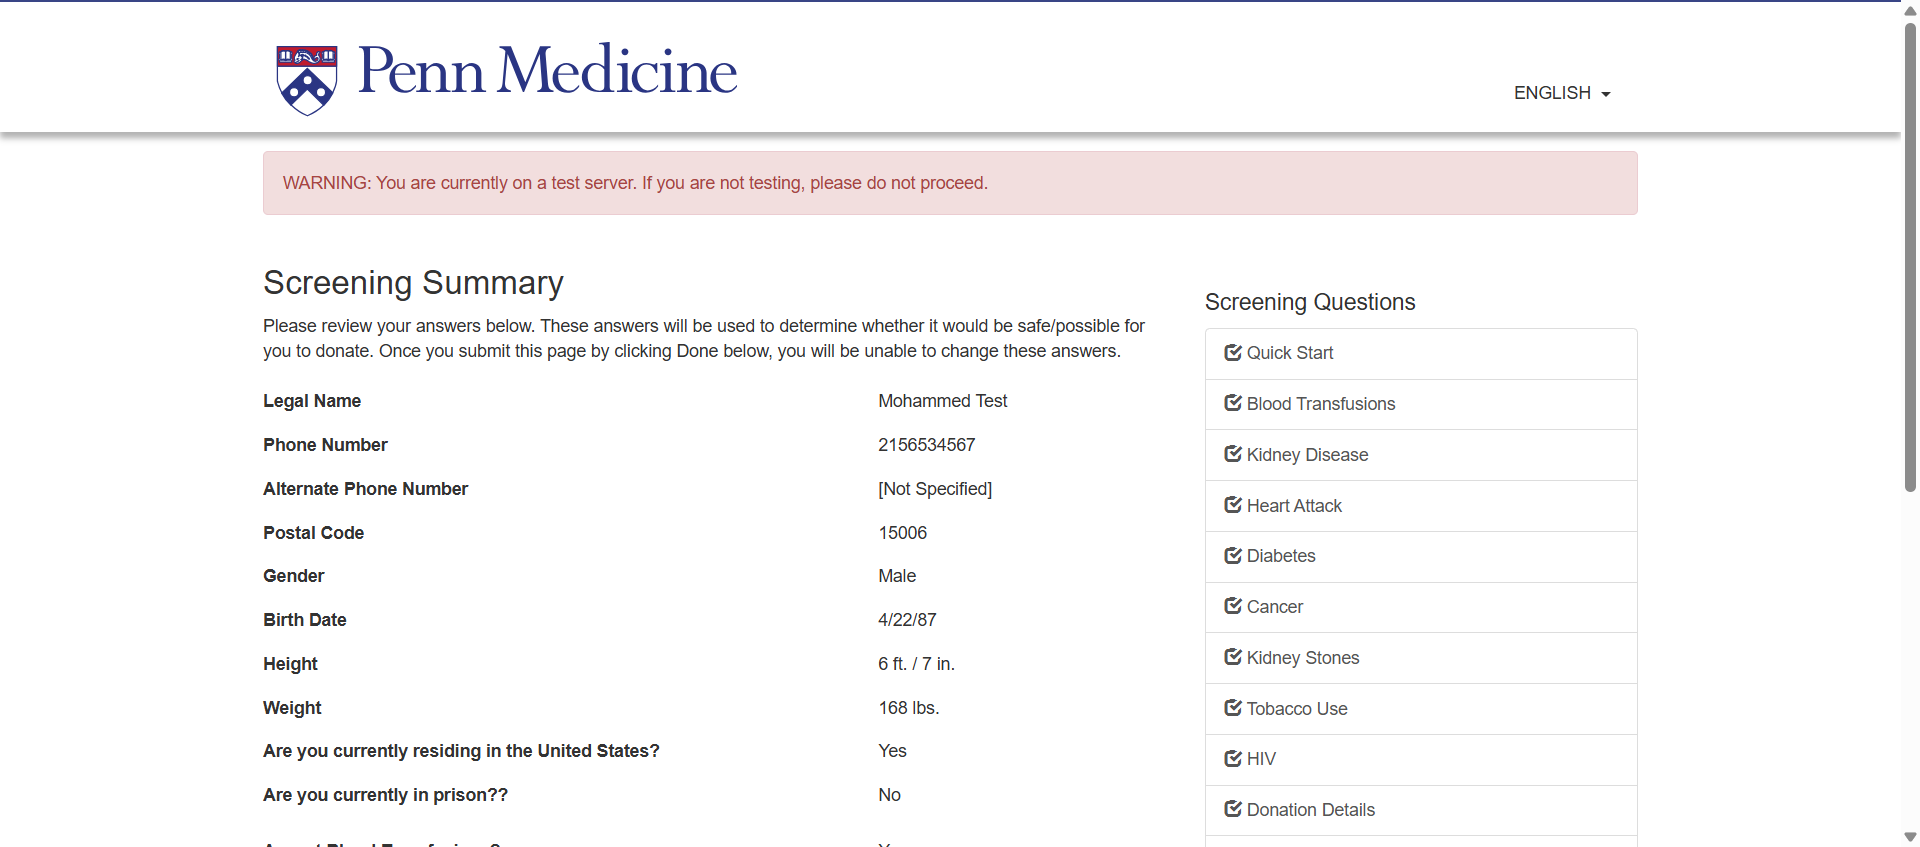 Penn Medicine
ENGLISH
WARNING: You are currently on a test server. If you are not testing, please do not proceed.
Screening Summary
Please review your answers below. These answers will be used to determine whether it would be safe/possible for
you to donate. Once you submit this page by clicking Done below, you will be unable to change these answers.
Legal Name Mohammed Test
Phone Number 2156534567
Alternate Phone Number [Not Specified]
Postal Code 15006
Gender Male
Birth Date 4/22/87
Height 6 ft. / 7 in.
Weight 168 lbs.
Are you currently residing in the United States? Yes
Are you currently in prison?? No
Screening Questions
Quick Start
Blood Transfusions
Kidney Disease
Heart Attack
Diabetes
Cancer
Kidney Stones
Tobacco Use
HIV
Donation Details